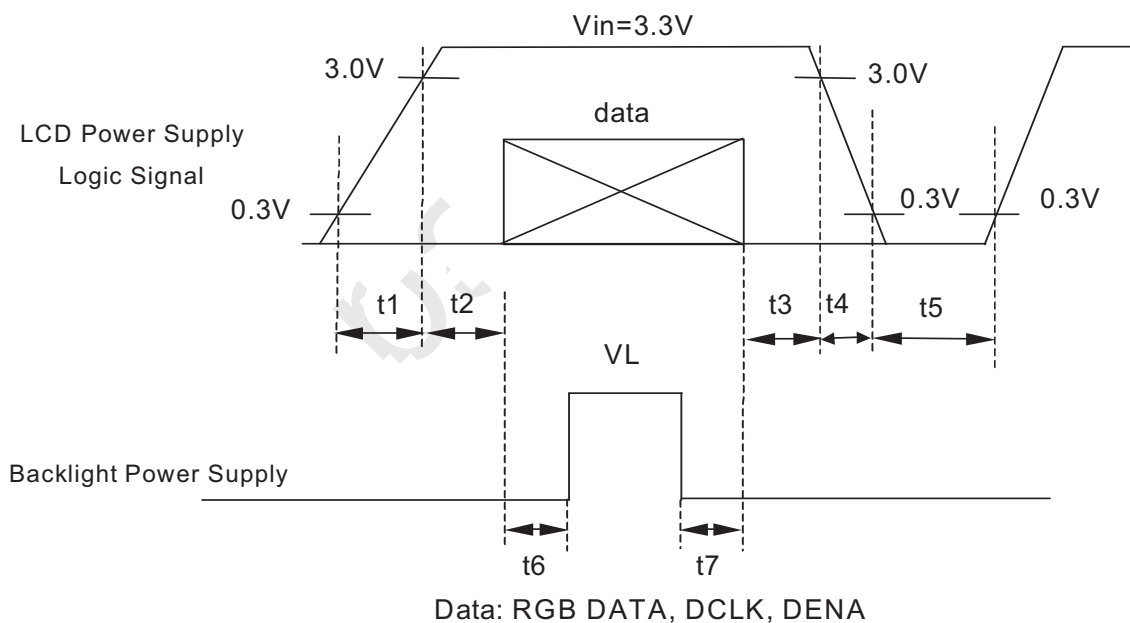 Vin=3.3V
3.0V
3.0V
data
LCD Power Supply
Logic Signal
0.3V
0.3V
0.3V
t1
t2
t3
t4
t5
VL
Backlight Power Supply
t6
t7
Data: RGB DATA, DCLK, DENA